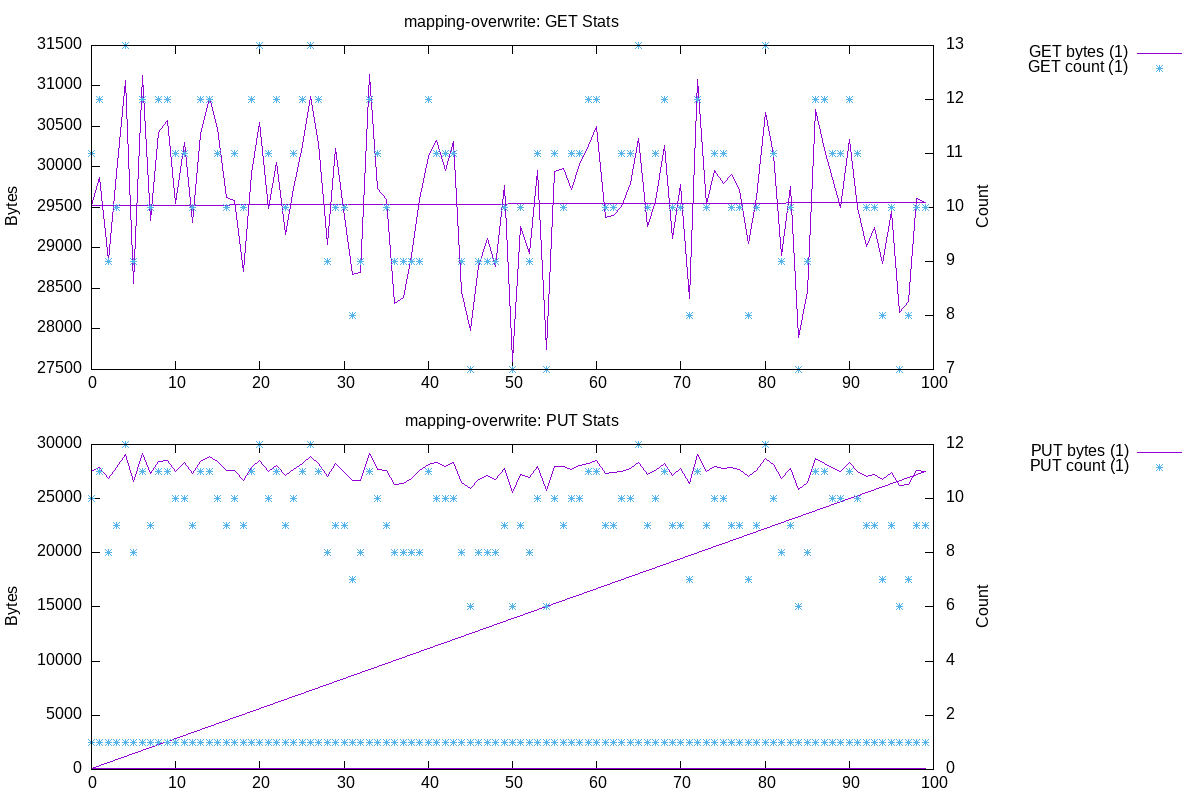 mapping-overwrite: GET Stats
31500
31000
30500
30000
29500
29000
28500
28000
27500
Bytes
13
12
11
10
9
8
7
Count
0 10 20 30 40 50 60 70 80 90 100
GET bytes (1)
GET count (1)
mapping-overwrite: PUT Stats
30000
25000
20000
15000
10000
5000
0
Bytes
12
10
8
6
4
2
0
Count
0 10 20 30 40 50 60 70 80 90 100
PUT bytes (1)
PUT count (1)